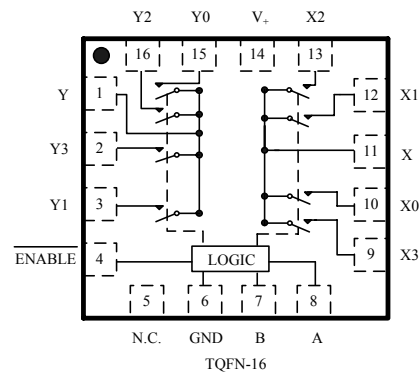 Y2 Y0 V+ X2
16 15 14 13
Y 1 12 X1
Y3 2 11 X
Y1 3 10 X0
ENABLE 4 LOGIC 9 X3
5 6 7 8
N.C. GND B A
TQFN-16